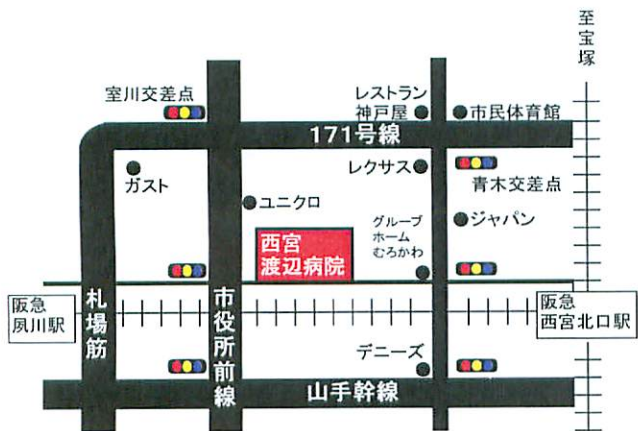 至宝塚
室川交差点
レストラン
神戸屋
市民体育館
171号線
ガスト
レクサス
青木交差点
ユニクロ
ジャパン
西宮
渡辺病院
グループ
ホーム
むろかわ
阪急
夙川駅
札場筋
市役所前線
阪急
西宮北口駅
デニーズ
山手幹線